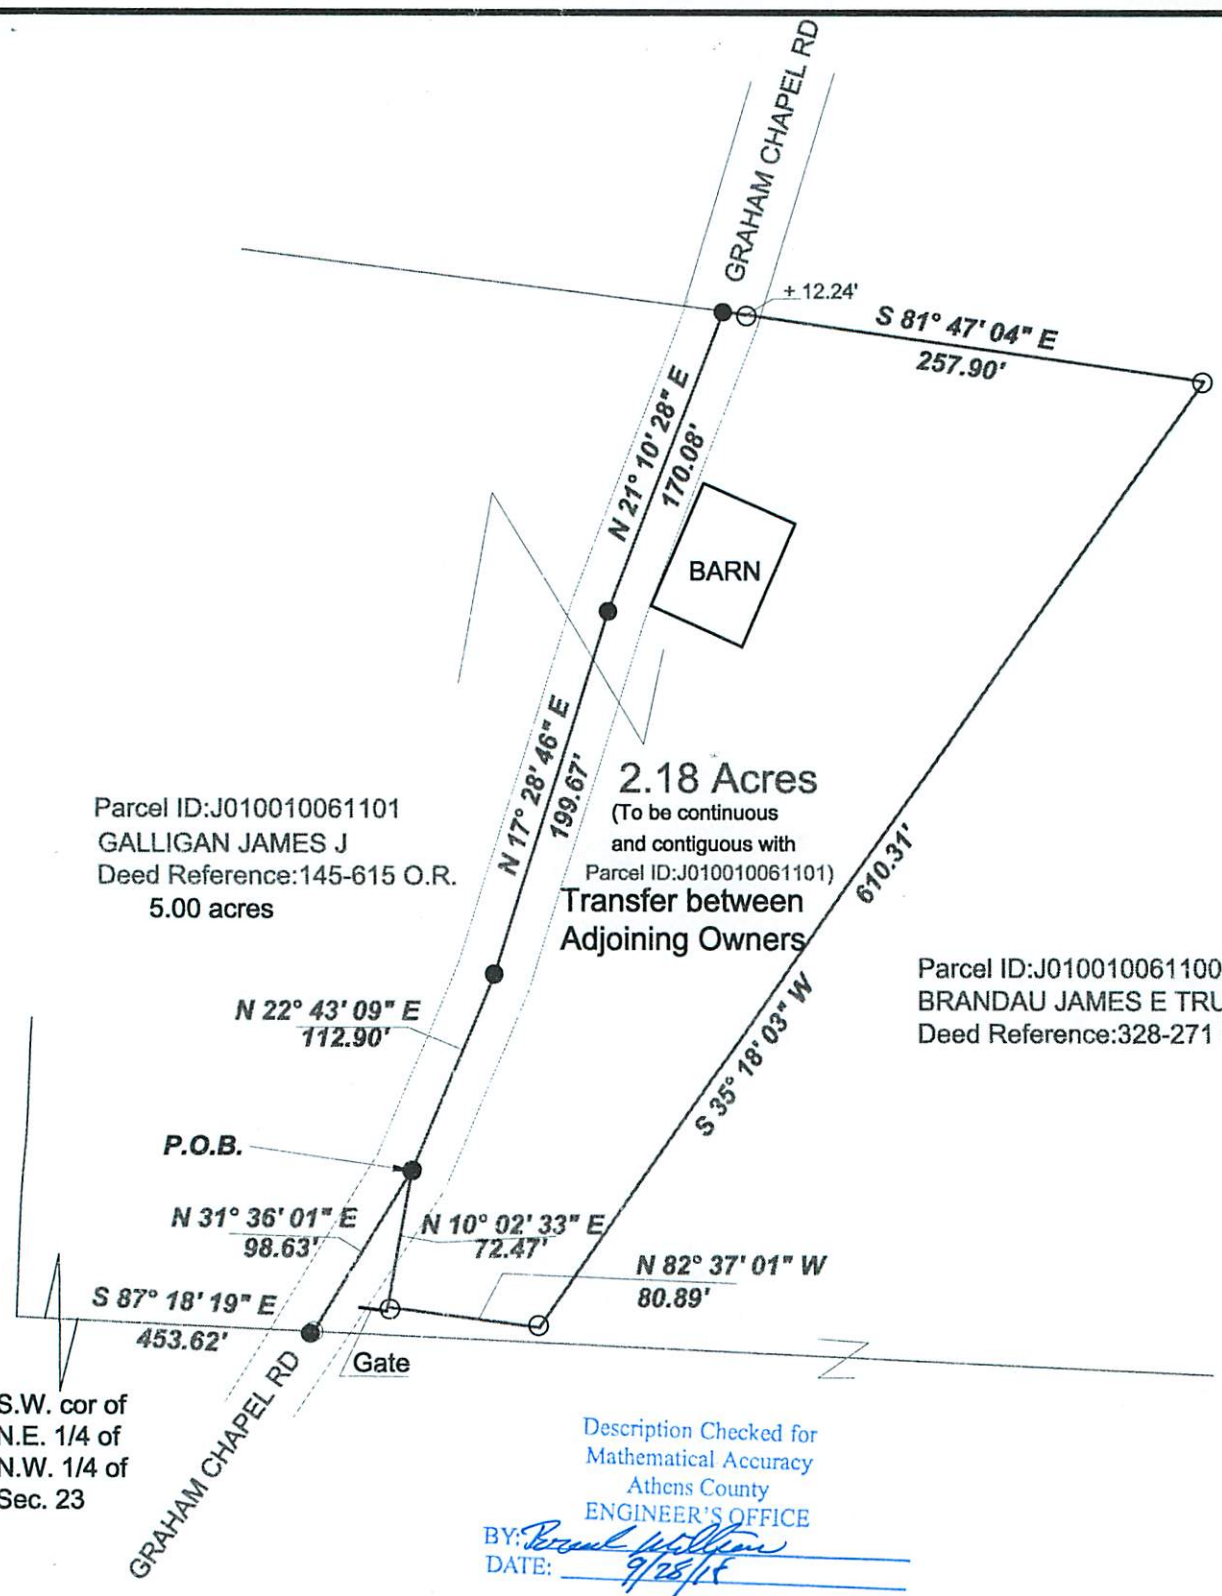 GRAHAM CHAPEL RD
+ 12.24'
S 81° 47' 04" E
257.90'
N 21° 10' 28" E
170.08'
BARN
N 17° 28' 46" E
199.67'
2.18 Acres
(To be continuous
and contiguous with
Parcel ID:J010010061101)
Transfer between
Adjoining Owners
Parcel ID:J010010061101
GALLIGAN JAMES J
Deed Reference:145-615 O.R.
5.00 acres
610.31'
S 35° 18' 03" W
Parcel ID:J010010061100
BRANDAU JAMES E TRU
Deed Reference:328-271
N 22° 43' 09" E
112.90'
P.O.B.
N 31° 36' 01" E
98.63'
N 10° 02' 33" E
72.47'
N 82° 37' 01" W
80.89'
S 87° 18' 19" E
453.62'
Gate
S.W. cor of
N.E. 1/4 of
N.W. 1/4 of
Sec. 23
GRAHAM CHAPEL RD
Description Checked for
Mathematical Accuracy
Athens County
ENGINEER'S OFFICE
BY:
DATE: 9/28/18